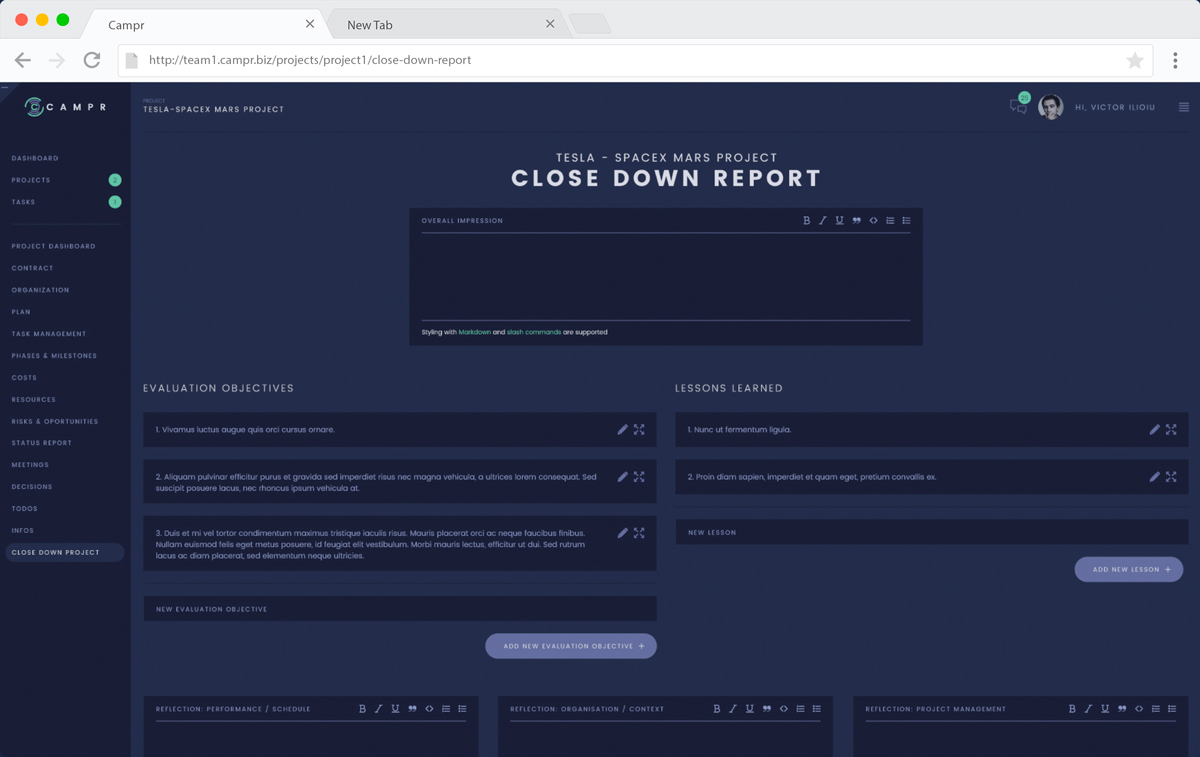 Campr
New Tab
http://team1.campr.biz/projects/project1/close-down-report
C CAMPR
PROJECT
TESLA-SPACEX MARS PROJECT
25
HI, VICTOR ILIOIU
DASHBOARD
PROJECTS 2
TASKS 1
PROJECT DASHBOARD
CONTRACT
ORGANIZATION
PLAN
TASK MANAGEMENT
PHASES & MILESTONES
COSTS
RESOURCES
RISKS & OPORTUNITIES
STATUS REPORT
MEETINGS
DECISIONS
TODOS
INFOS
CLOSE DOWN PROJECT
TESLA - SPACEX MARS PROJECT
CLOSE DOWN REPORT
OVERALL IMPRESSION B I U
Styling with Markdown and slash commands are supported
EVALUATION OBJECTIVES
1. Vivamus luctus augue quis orci cursus ornare.
2. Aliquam pulvinar efficitur purus et gravida sed imperdiet risus nec magna vehicula, a ultrices lorem consequat. Sed
suscipit posuere lacus, nec rhoncus ipsum vehicula at.
3. Duis et mi vel tortor condimentum maximus tristique iaculis risus. Mauris placerat orci ac neque faucibus finibus.
Nullam euismod felis eget metus posuere, id feugiat elit vestibulum. Morbi mauris lectus, efficitur ut dui. Sed rutrum
lacus ac diam placerat, sed elementum neque ultricies.
NEW EVALUATION OBJECTIVE
ADD NEW EVALUATION OBJECTIVE +
LESSONS LEARNED
1. Nunc ut fermentum ligula.
2. Proin diam sapien, imperdiet et quam eget, pretium convallis ex.
NEW LESSON
ADD NEW LESSON +
REFLECTION: PERFORMANCE / SCHEDULE B I U
REFLECTION: ORGANISATION / CONTEXT B I U
REFLECTION: PROJECT MANAGEMENT B I U